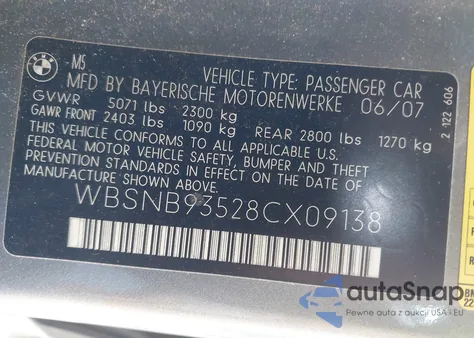 M5
VEHICLE TYPE: PASSENGER CAR
MFD BY BAYERISCHE MOTORENWERKE 06/07
GVWR 5071 lbs 2300 kg
GAWR FRONT 2403 lbs 1090 kg REAR 2800 lbs 1270 kg
THIS VEHICLE CONFORMS TO ALL APPLICABLE U.S.
FEDERAL MOTOR VEHICLE SAFETY, BUMPER AND THEFT
PREVENTION STANDARDS IN EFFECT ON THE DATE OF
MANUFACTURE SHOWN ABOVE.
WBSNB93528CX09138
2 122 606
autoSnap
Pewne auta z aukcji USA i EU